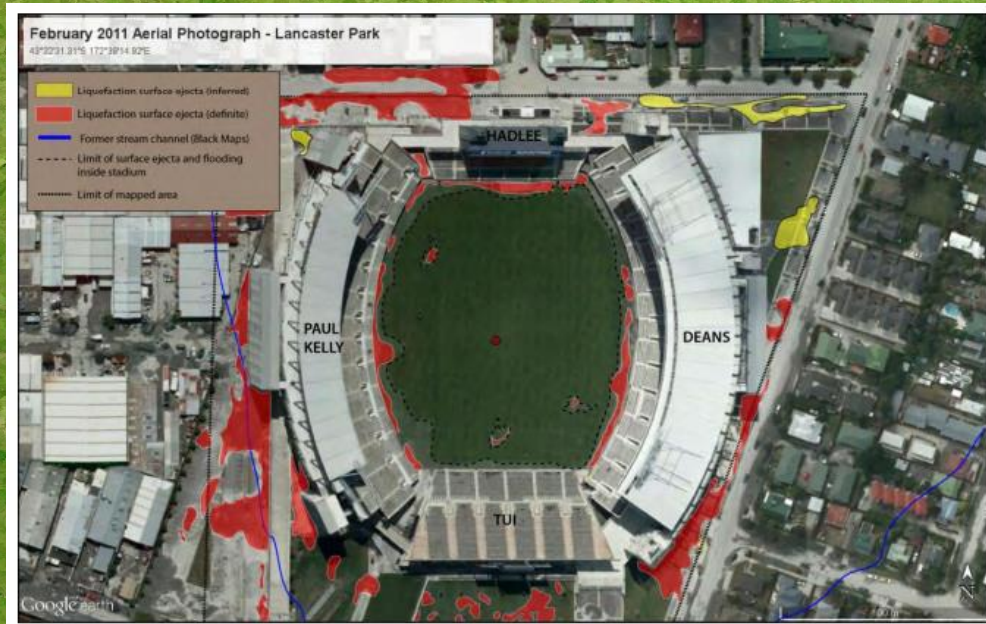 February 2011 Aerial Photograph - Lancaster Park
Liquefaction surface ejecta (inferred)
Liquefaction surface ejecta (definite)
Former stream channel (Black Maps)
Limit of surface ejecta and flooding
inside stadium
Limit of mapped area
HADLEE
PAUL
KELLY
DEANS
TUI
Google earth
N